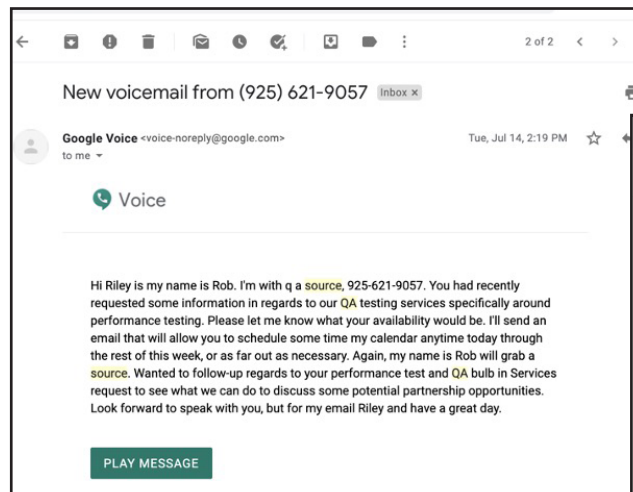 2 of 2
New voicemail from (925) 621-9057 Inbox ×
Google Voice <voice-noreply@google.com> Tue, Jul 14, 2:19 PM
to me
Voice
Hi Riley is my name is Rob. I'm with q a source, 925-621-9057. You had recently
requested some information in regards to our QA testing services specifically around
performance testing. Please let me know what your availability would be. I'll send an
email that will allow you to schedule some time my calendar anytime today through
the rest of this week, or as far out as necessary. Again, my name is Rob will grab a
source. Wanted to follow-up regards to your performance test and QA bulb in Services
request to see what we can do to discuss some potential partnership opportunities.
Look forward to speak with you, but for my email Riley and have a great day.
PLAY MESSAGE